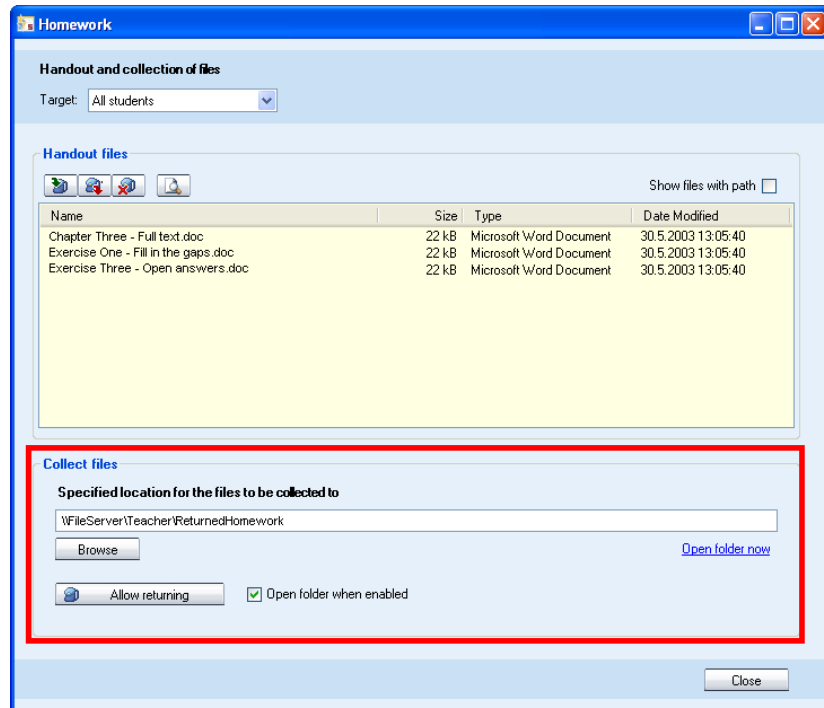 Homework
Handout and collection of files
Target: All students
Handout files
Show files with path
Name Size Type Date Modified
Chapter Three - Full text.doc 22 kB Microsoft Word Document 30.5.2003 13:05:40
Exercise One - Fill in the gaps.doc 22 kB Microsoft Word Document 30.5.2003 13:05:40
Exercise Three - Open answers.doc 22 kB Microsoft Word Document 30.5.2003 13:05:40
Collect files
Specified location for the files to be collected to
\\FileServer\Teacher\ReturnedHomework
Browse Open folder now
Allow returning Open folder when enabled
Close